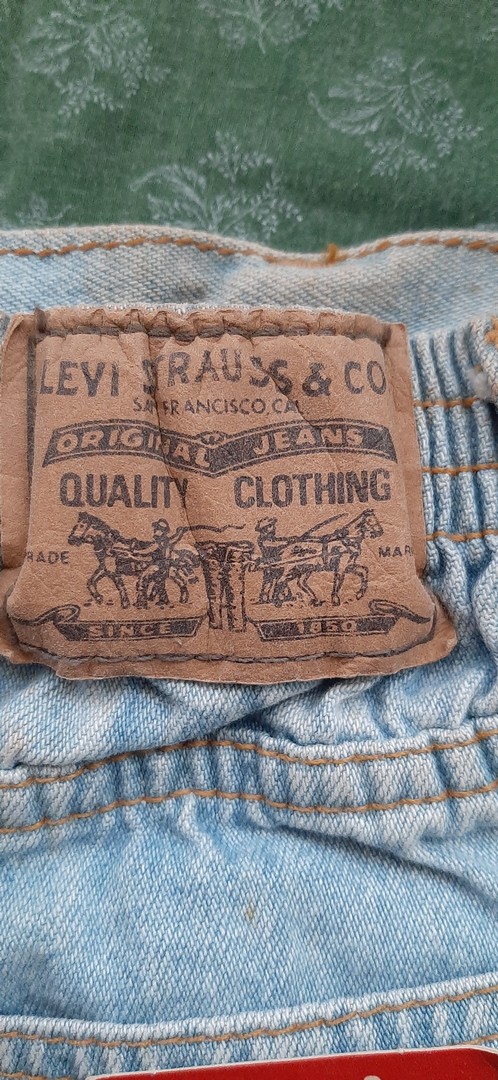 LEVI STRAUSS & CO
SAN FRANCISCO, CAL
ORIGINAL JEANS
QUALITY CLOTHING
RADE MAR
SINCE 1850